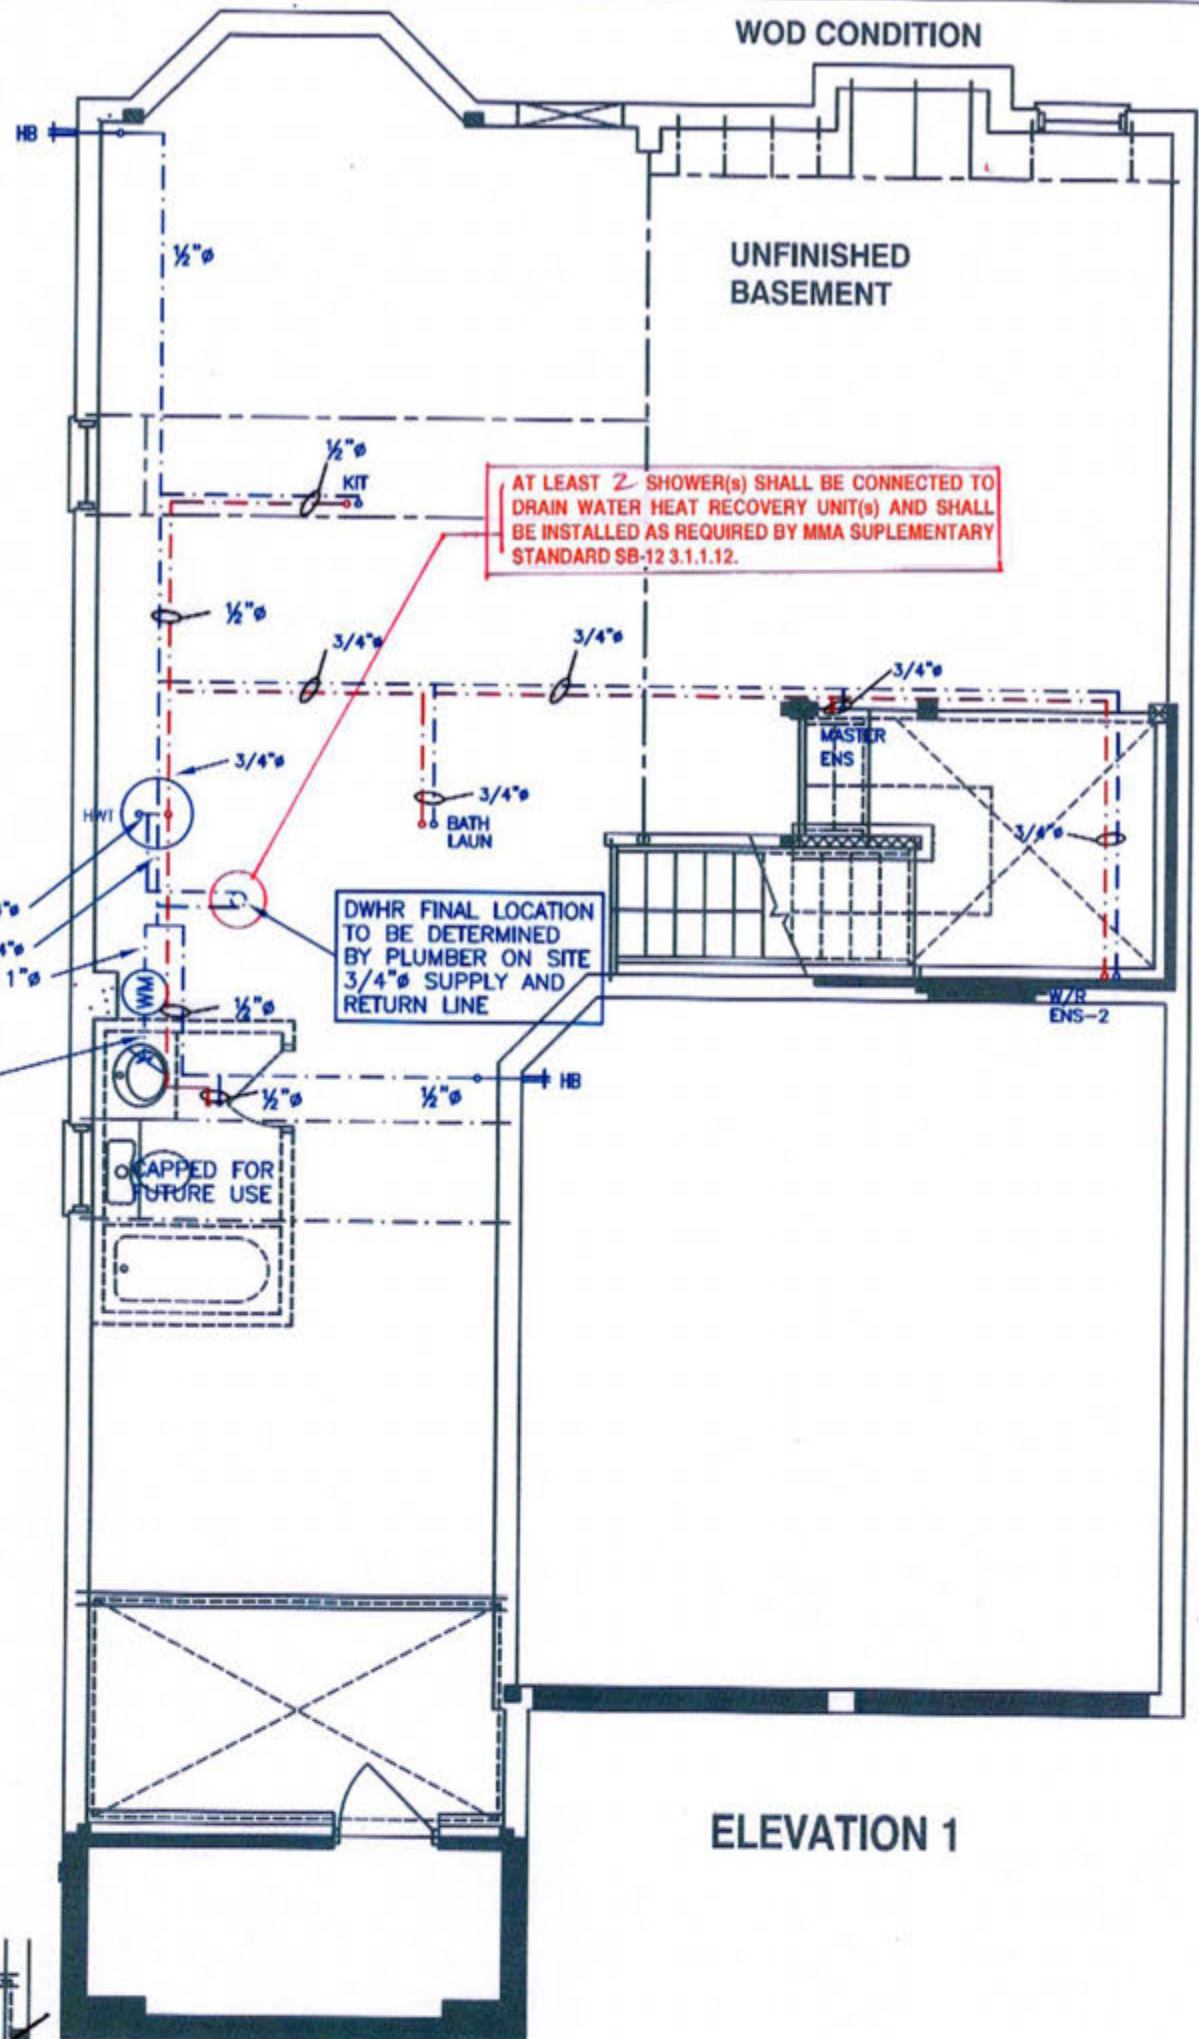 WOD CONDITION
HB
½"ø
UNFINISHED
BASEMENT
½"ø
KIT
AT LEAST 2 SHOWER(s) SHALL BE CONNECTED TO
DRAIN WATER HEAT RECOVERY UNIT(s) AND SHALL
BE INSTALLED AS REQUIRED BY MMA SUPLEMENTARY
STANDARD SB-12 3.1.1.12.
½"ø
3/4"ø
3/4"ø
3/4"ø
MASTER
ENS
3/4"ø
HWT
3/4"ø
BATH
LAUN
3/4"ø
DWHR FINAL LOCATION
TO BE DETERMINED
BY PLUMBER ON SITE
3/4"ø SUPPLY AND
RETURN LINE
1"ø
WM
½"ø
W/R
ENS-2
½"ø
½"ø
HB
CAPPED FOR
FUTURE USE
ELEVATION 1